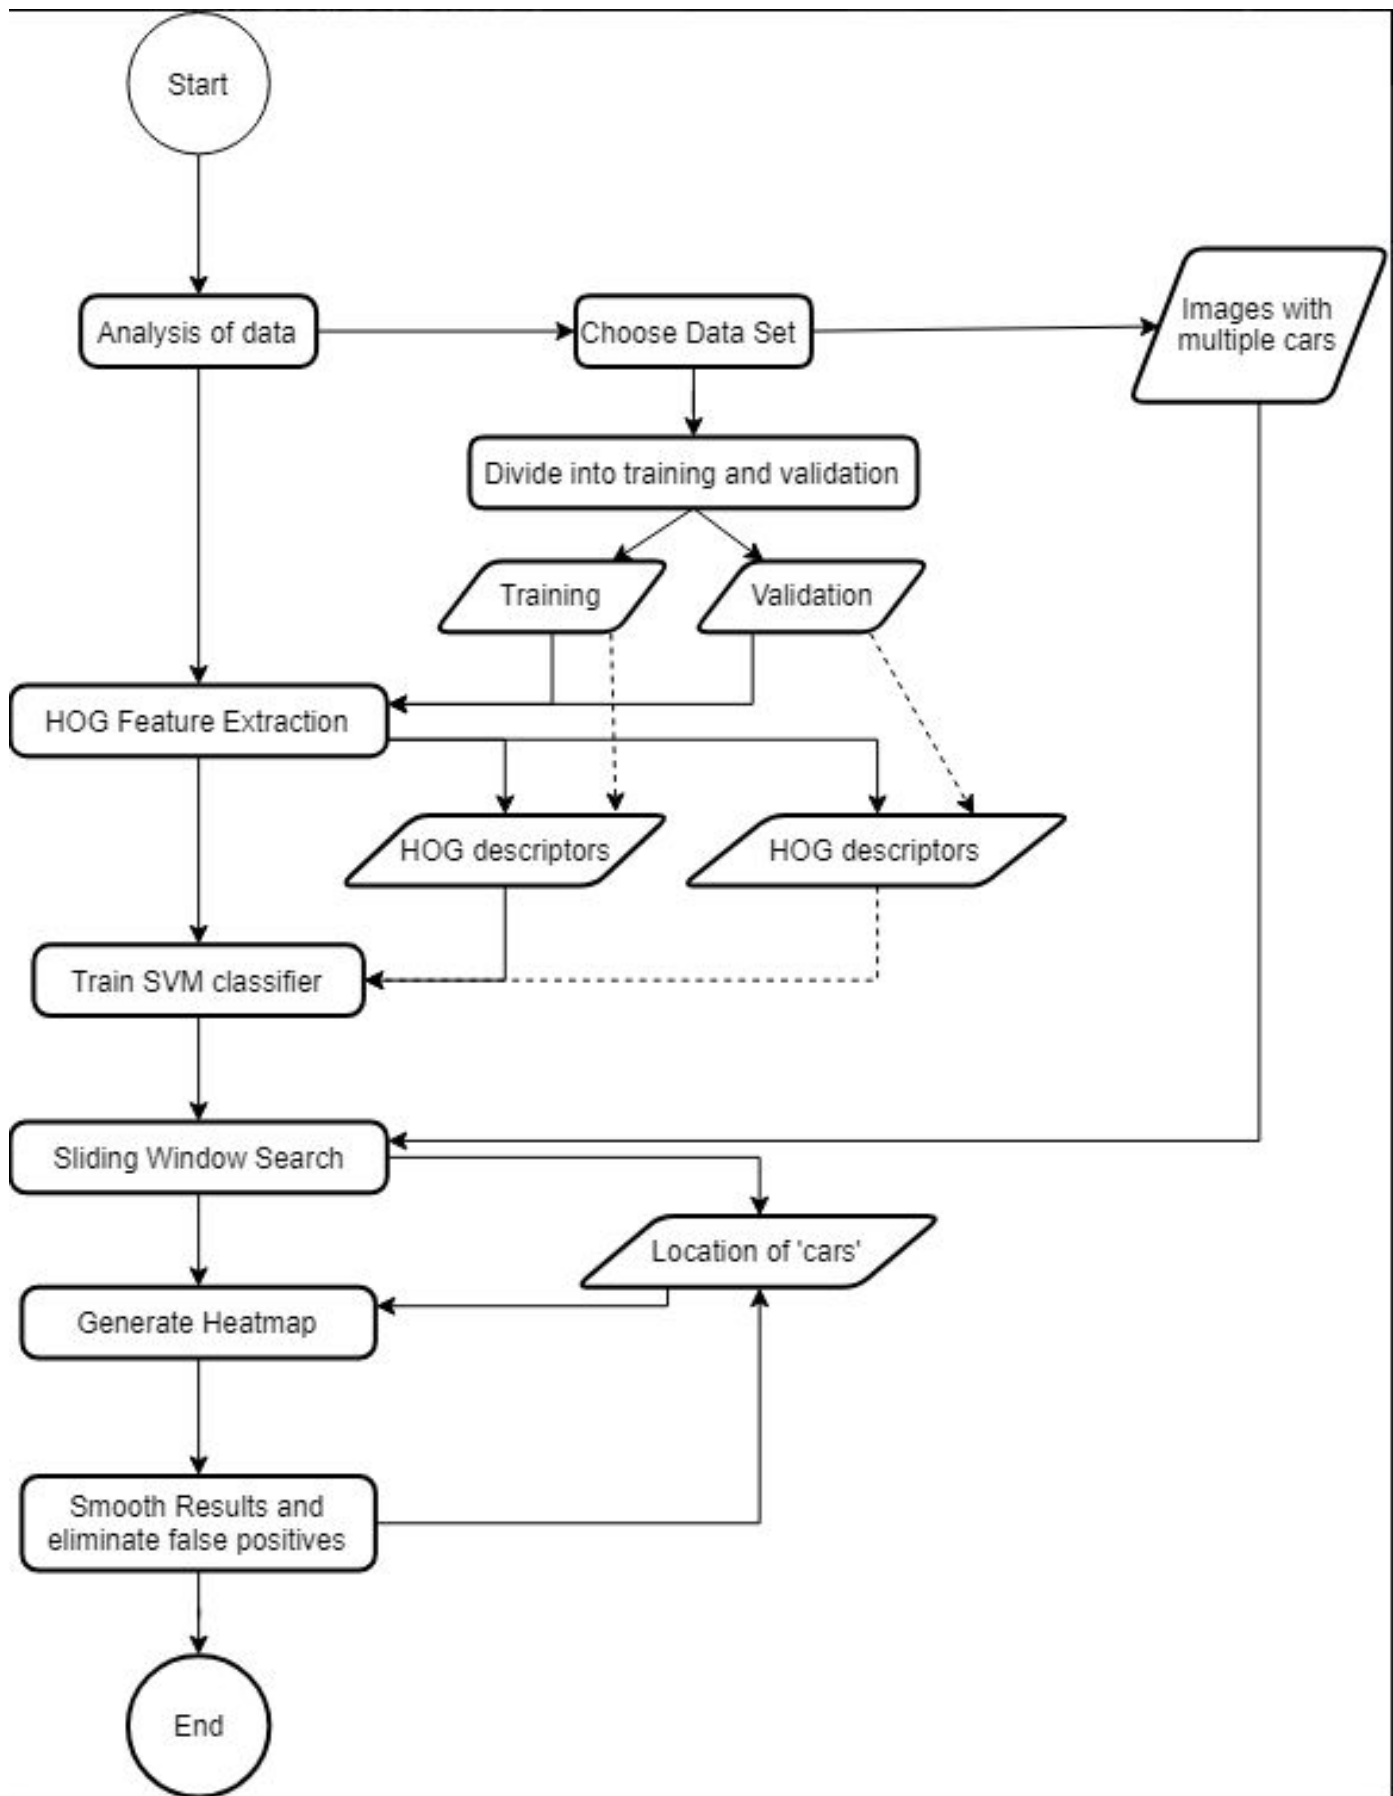 Start
Analysis of data
Choose Data Set
Images with
multiple cars
Divide into training and validation
Training
Validation
HOG Feature Extraction
HOG descriptors
HOG descriptors
Train SVM classifier
Sliding Window Search
Location of 'cars'
Generate Heatmap
Smooth Results and
eliminate false positives
End